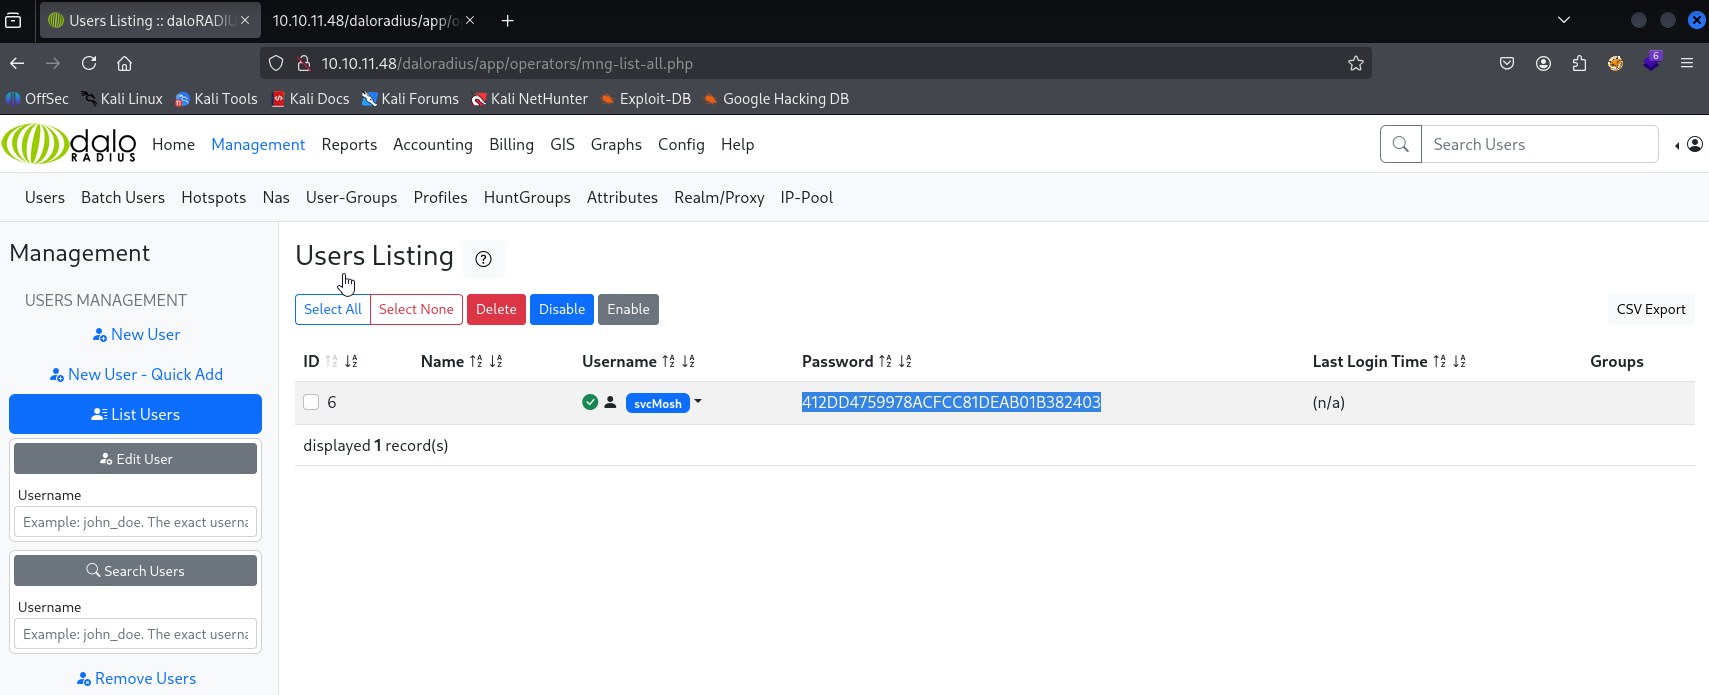 Users Listing :: daloRADIU
10.10.11.48/daloradius/app/o
10.10.11.48/daloradius/app/operators/mng-list-all.php
6
OffSec Kali Linux Kali Tools Kali Docs Kali Forums Kali NetHunter Exploit-DB Google Hacking DB
dalo RADIUS
Home Management Reports Accounting Billing GIS Graphs Config Help
Search Users
Users Batch Users Hotspots Nas User-Groups Profiles HuntGroups Attributes Realm/Proxy IP-Pool
Management
USERS MANAGEMENT
New User
New User - Quick Add
List Users
Edit User
Username
Example: john_doe. The exact userna
Search Users
Username
Example: john_doe. The exact userna
Remove Users
Users Listing ?
Select All Select None Delete Disable Enable
CSV Export
ID Name Username Password Last Login Time Groups
6 svcMosh 412DD4759978ACFCC81DEAB01B382403 (n/a)
displayed 1 record(s)